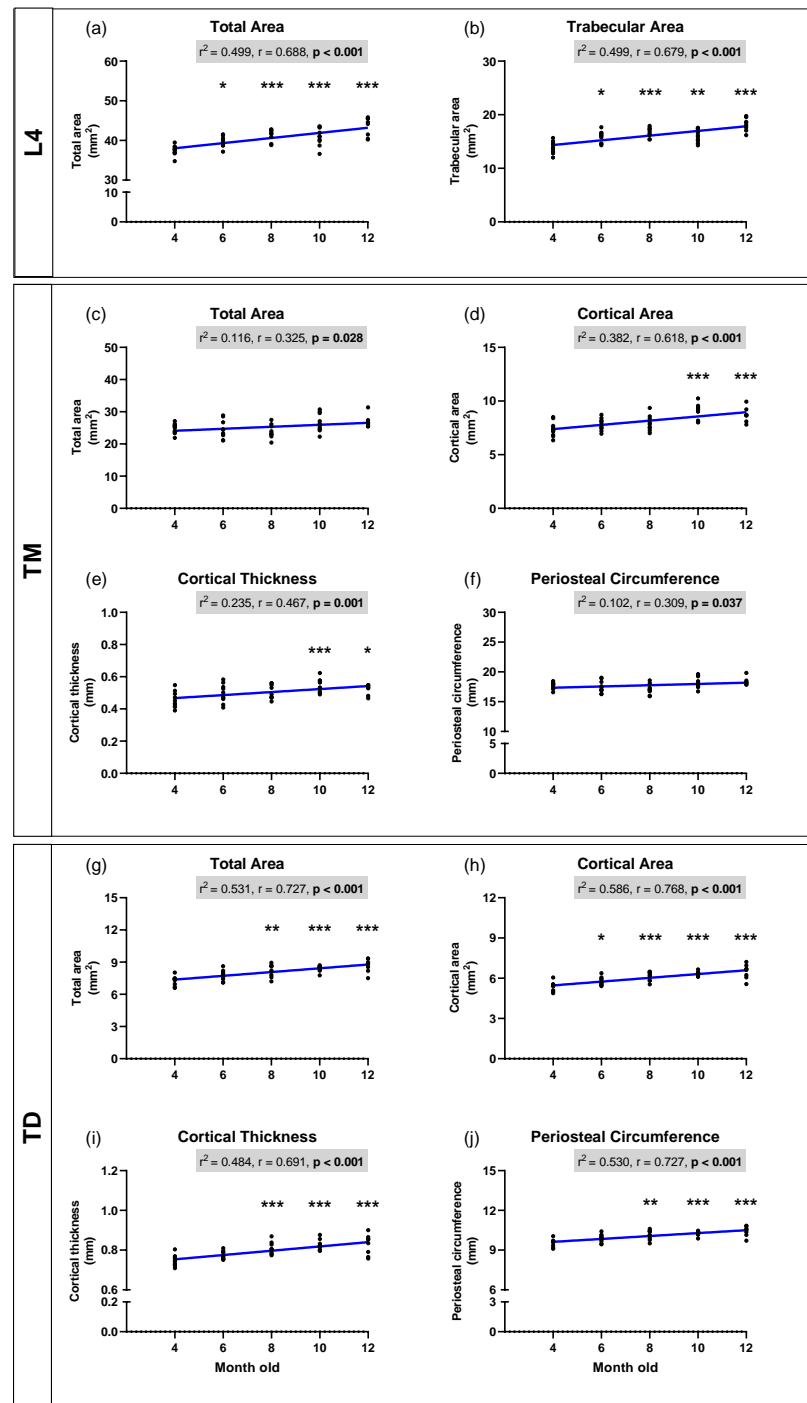 L4
(a)
Total Area
r² = 0.499, r = 0.688, p < 0.001
60
50
40
30
10
0
Total area
(mm²)
* *** *** ***
4 6 8 10 12
(b)
Trabecular Area
r² = 0.499, r = 0.679, p < 0.001
30
20
10
0
Trabecular area
(mm²)
* *** ** ***
4 6 8 10 12
TM
(c)
Total Area
r² = 0.116, r = 0.325, p = 0.028
50
40
30
20
10
0
Total area
(mm²)
4 6 8 10 12
(d)
Cortical Area
r² = 0.382, r = 0.618, p < 0.001
15
10
5
0
Cortical area
(mm²)
*** ***
4 6 8 10 12
(e)
Cortical Thickness
r² = 0.235, r = 0.467, p = 0.001
1.0
0.8
0.6
0.4
0.2
0.0
Cortical thickness
(mm)
*** *
4 6 8 10 12
(f)
Periosteal Circumference
r² = 0.102, r = 0.309, p = 0.037
30
25
20
15
10
5
0
Periosteal circumference
(mm)
4 6 8 10 12
TD
(g)
Total Area
r² = 0.531, r = 0.727, p < 0.001
15
12
9
6
3
0
Total area
(mm²)
** *** ***
4 6 8 10 12
(h)
Cortical Area
r² = 0.586, r = 0.768, p < 0.001
12
9
6
3
0
Cortical area
(mm²)
* *** *** ***
4 6 8 10 12
(i)
Cortical Thickness
r² = 0.484, r = 0.691, p < 0.001
1.2
1.0
0.8
0.6
0.2
0.0
Cortical thickness
(mm)
*** *** ***
4 6 8 10 12
Month old
(j)
Periosteal Circumference
r² = 0.530, r = 0.727, p < 0.001
15
12
9
6
3
0
Periosteal circumference
(mm)
** *** ***
4 6 8 10 12
Month old